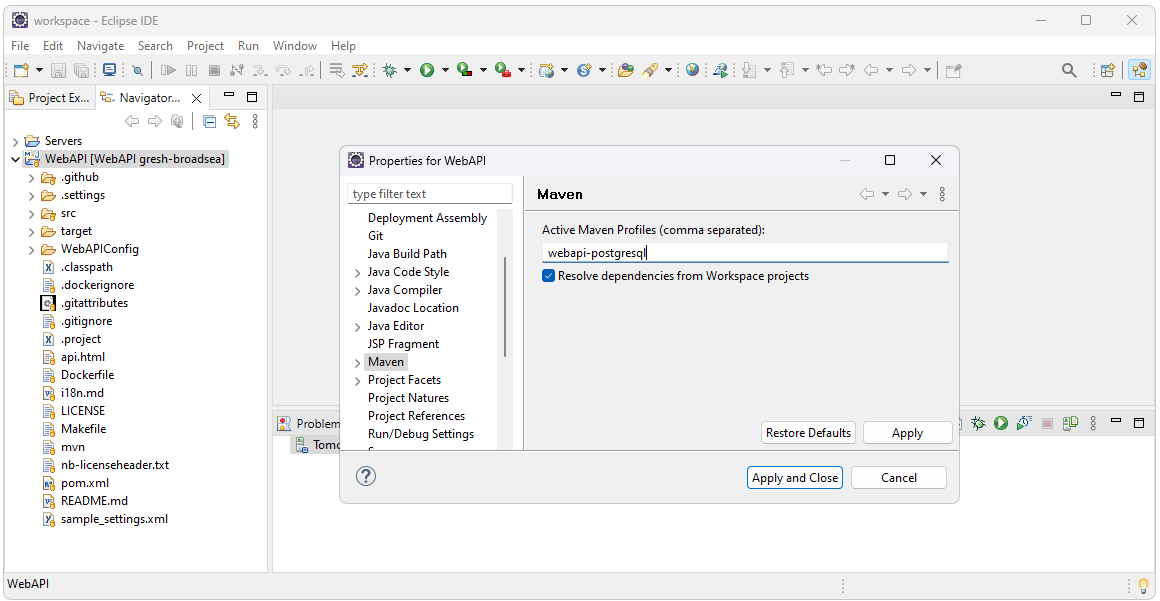 workspace - Eclipse IDE
File Edit Navigate Search Project Run Window Help
Project Ex... Navigator...
Servers
WebAPI [WebAPI gresh-broadsea]
.github
.settings
src
target
WebAPIConfig
.classpath
.dockerignore
.gitattributes
.gitignore
.project
api.html
Dockerfile
i18n.md
LICENSE
Makefile
mvn
nb-licenseheader.txt
pom.xml
README.md
sample_settings.xml
Properties for WebAPI
type filter text
Deployment Assembly
Git
Java Build Path
Java Code Style
Java Compiler
Javadoc Location
Java Editor
JSP Fragment
Maven
Project Facets
Project Natures
Project References
Run/Debug Settings
Maven
Active Maven Profiles (comma separated):
webapi-postgresql
Resolve dependencies from Workspace projects
Restore Defaults Apply
Apply and Close Cancel
Problem
Tomc
WebAPI